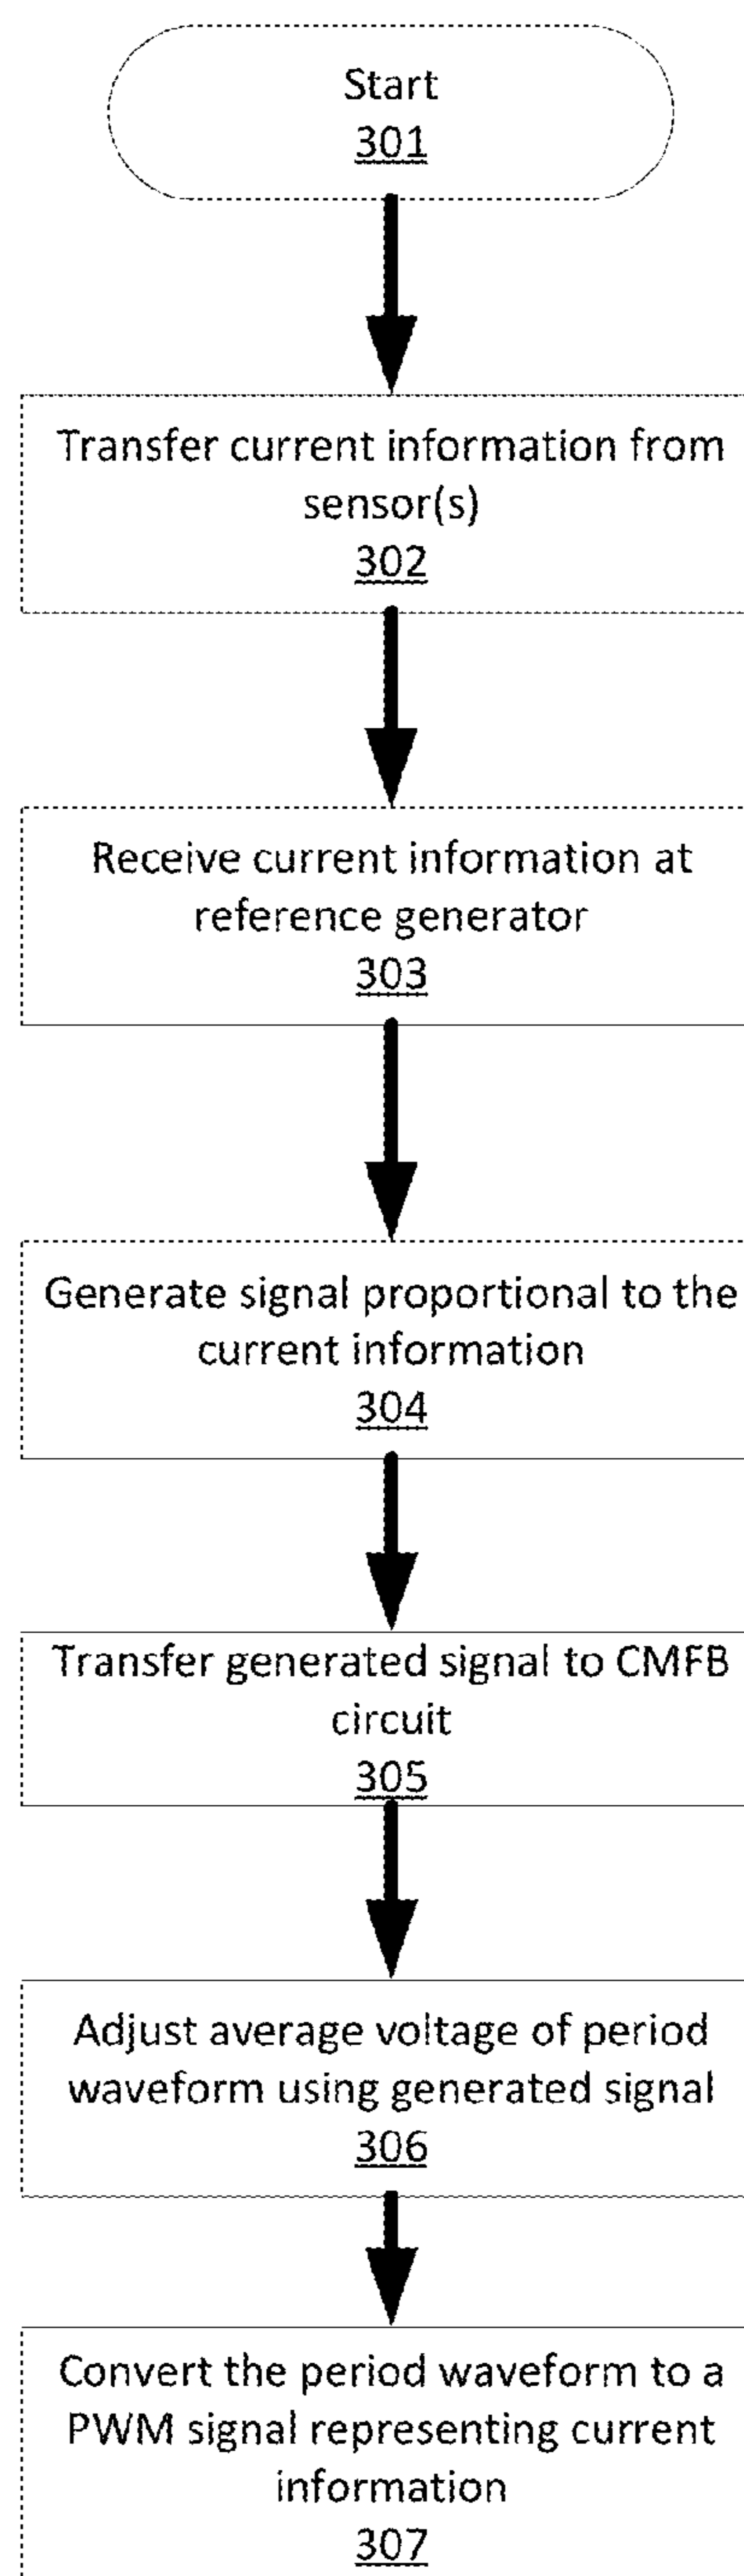 Start
301
Transfer current information from
sensor(s)
302
Receive current information at
reference generator
303
Generate signal proportional to the
current information
304
Transfer generated signal to CMFB
circuit
305
Adjust average voltage of period
waveform using generated signal
306
Convert the period waveform to a
PWM signal representing current
information
307